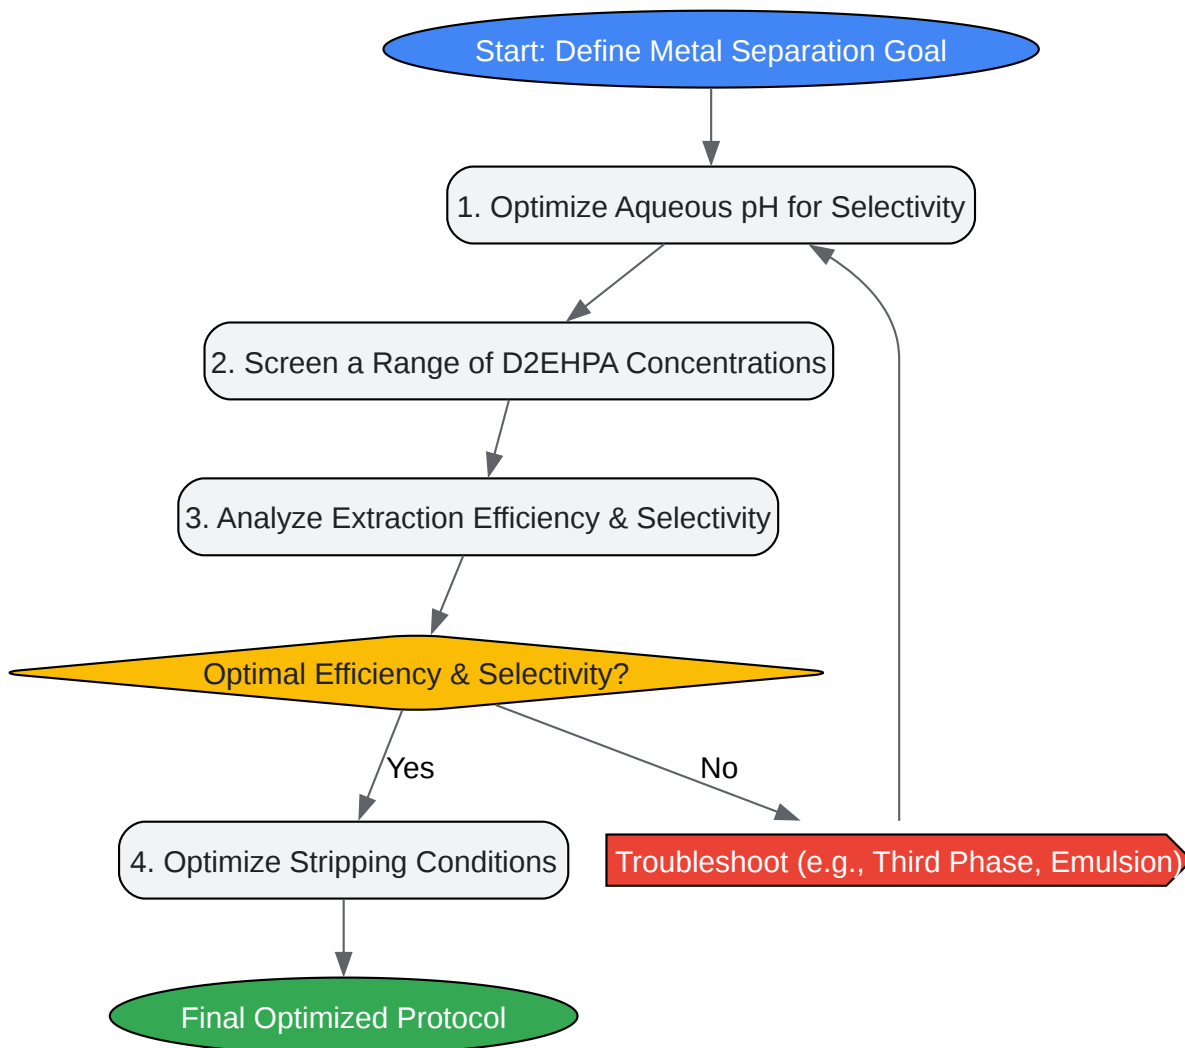 Start: Define Metal Separation Goal
1. Optimize Aqueous pH for Selectivity
2. Screen a Range of D2EHPA Concentrations
3. Analyze Extraction Efficiency & Selectivity
Optimal Efficiency & Selectivity?
Yes
No
4. Optimize Stripping Conditions
Troubleshoot (e.g., Third Phase, Emulsion)
Final Optimized Protocol